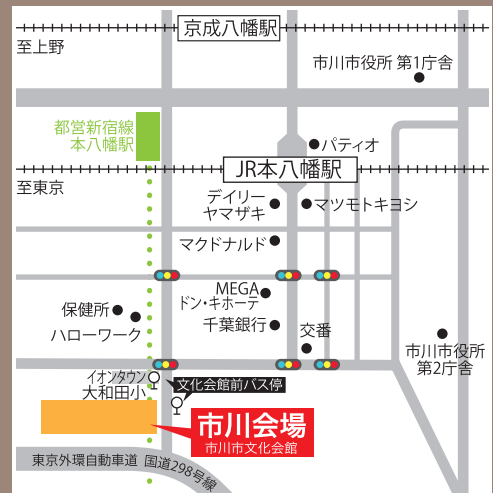 京成八幡駅
至上野
市川市役所 第1庁舎
都営新宿線
本八幡駅
パティオ
JR本八幡駅
至東京
デイリー
ヤマザキ
マツモトキヨシ
マクドナルド
MEGA
ドン・キホーテ
保健所
ハローワーク
千葉銀行
交番
市川市役所
第2庁舎
イオンタウン
大和田小
文化会館前バス停
市川会場
市川市文化会館
東京外環自動車道 国道298号線